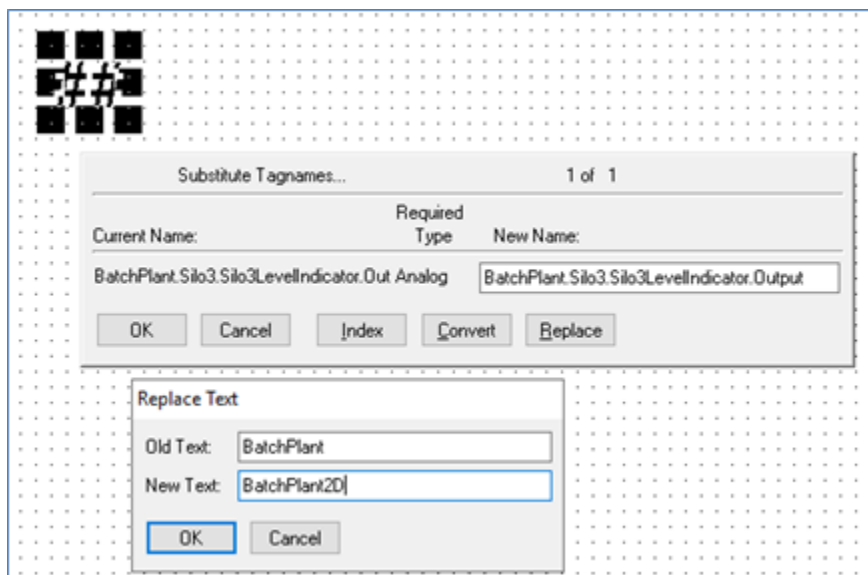 ##
Substitute Tagnames... 1 of 1
Required
Current Name: Type New Name:
BatchPlant.Silo3.Silo3LevelIndicator.Out Analog BatchPlant.Silo3.Silo3LevelIndicator.Output
OK Cancel Index Convert Replace
Replace Text
Old Text: BatchPlant
New Text: BatchPlant2D
OK Cancel